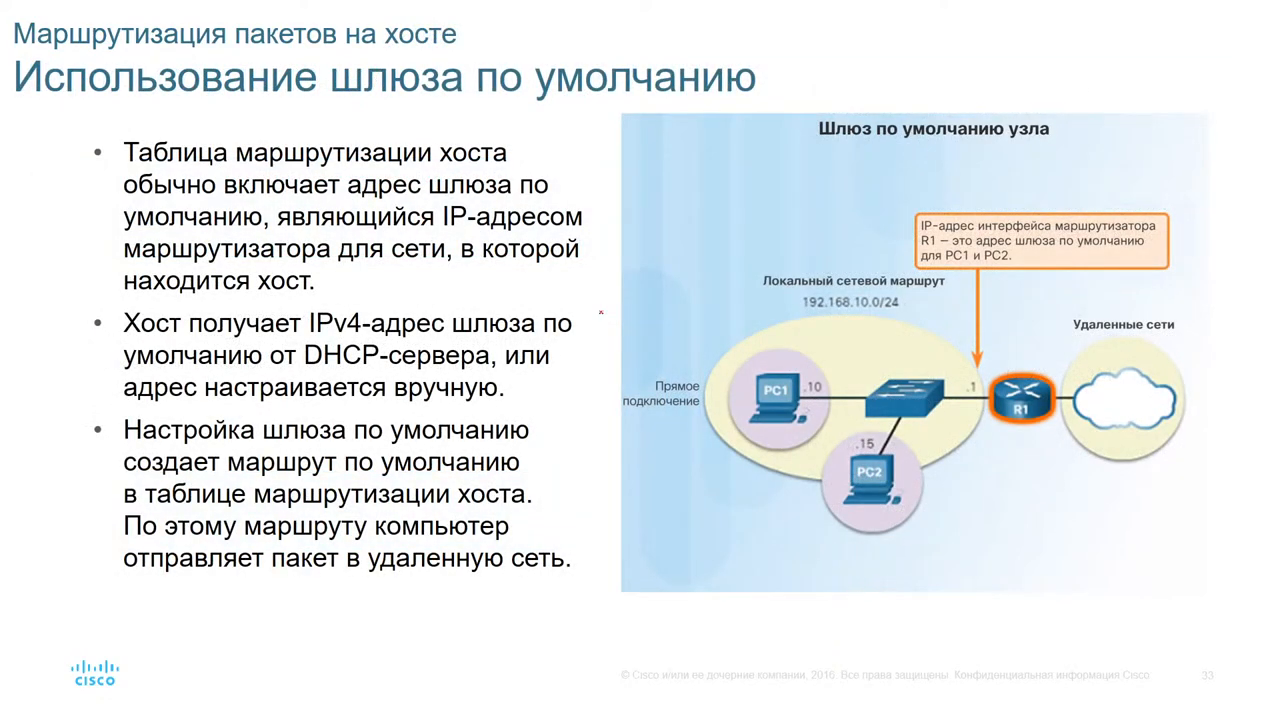 Маршрутизация пакетов на хосте
Использование шлюза по умолчанию
• Таблица маршрутизации хоста
обычно включает адрес шлюза по
умолчанию, являющийся IP-адресом
маршрутизатора для сети, в которой
находится хост.
• Хост получает IPv4-адрес шлюза по
умолчанию от DHCP-сервера, или
адрес настраивается вручную.
• Настройка шлюза по умолчанию
создает маршрут по умолчанию
в таблице маршрутизации хоста.
По этому маршруту компьютер
отправляет пакет в удаленную сеть.
Шлюз по умолчанию узла
IP-адрес интерфейса маршрутизатора
R1 – это адрес шлюза по умолчанию
для PC1 и PC2.
Локальный сетевой маршрут
192.168.10.0/24
Удаленные сети
Прямое
подключение
PC1
.10
.1
R1
.15
PC2
CISCO
© Cisco и/или ее дочерние компании, 2016. Все права защищены. Конфиденциальная информация Cisco
33